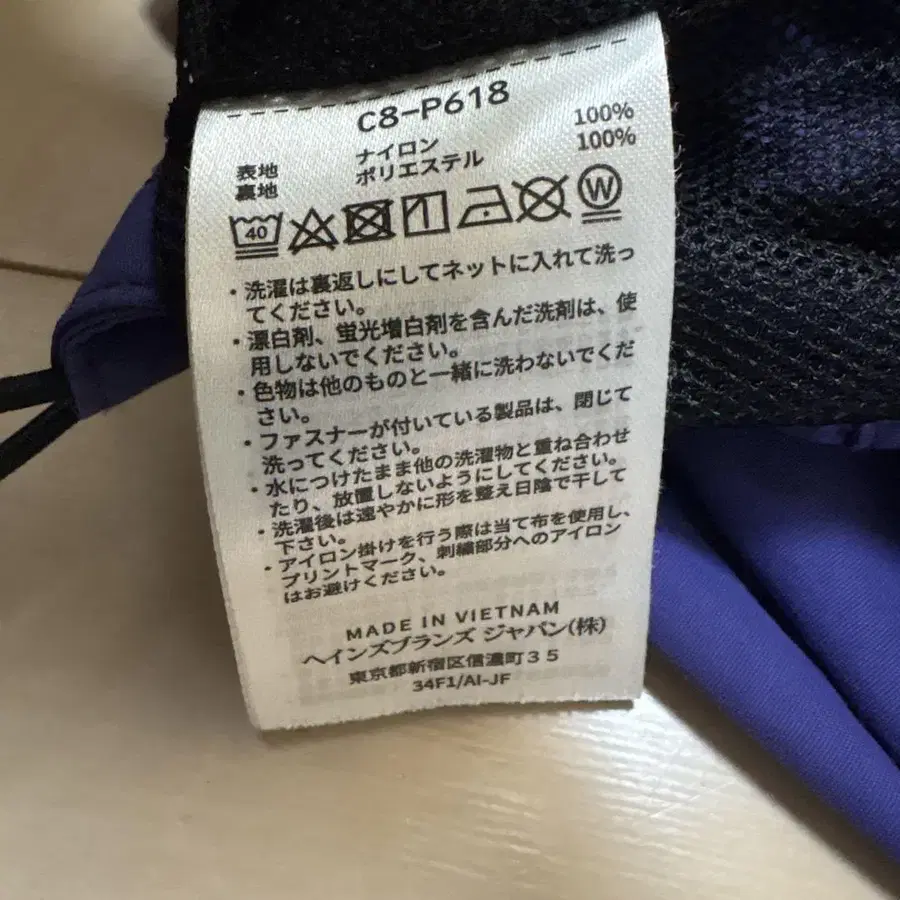 C8-P618
表地 ナイロン 100%
裏地 ポリエステル 100%
40 W
・洗濯は裏返しにしてネットに入れて洗っ
てください。
・漂白剤、蛍光増白剤を含んだ洗剤は、使
用しないでください。
・色物は他のものと一緒に洗わないでくだ
さい。
・ファスナーが付いている製品は、閉じて
洗ってください。
・水につけたまま他の洗濯物と重ね合わせ
たり、放置しないようにしてください。
・洗濯後は速やかに形を整え日陰で干して
下さい。
・アイロン掛けを行う際は当て布を使用し、
プリントマーク、刺繍部分へのアイロン
はお避けください。
MADE IN VIETNAM
ヘインズブランズ ジャパン(株)
東京都新宿区信濃町35
34F1/AI-JF